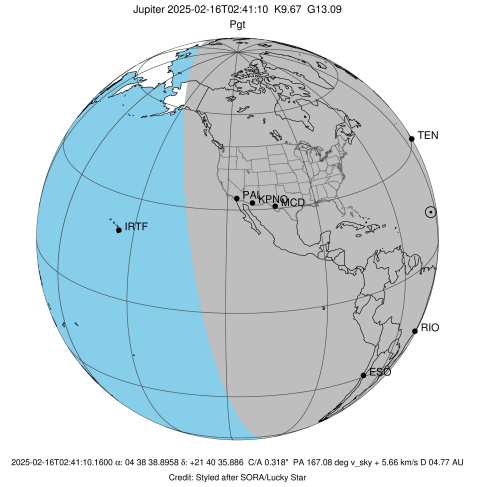 Jupiter 2025-02-16T02:41:10  K9.67  G13.09
Pgt
TEN
PAL
KPNO
MCD
IRTF
RIO
ESO
2025-02-16T02:41:10.1600 α: 04 38 38.8958 δ: +21 40 35.886  C/A 0.318"  PA 167.08 deg v_sky + 5.66 km/s D 04.77 AU
Credit: Styled after SORA/Lucky Star